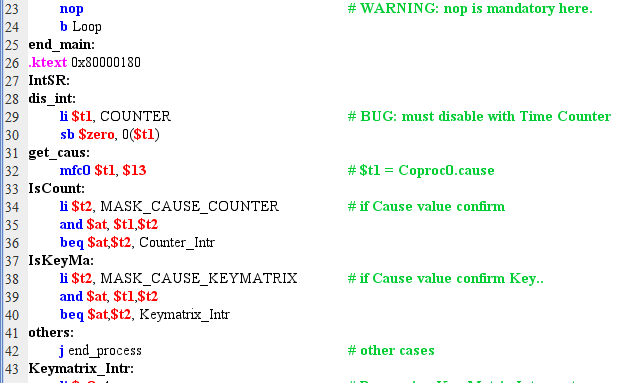 23 nop # WARNING: nop is mandatory here.
24 b Loop
25 end_main:
26 .ktext 0x80000180
27 IntSR:
28 dis_int:
29 li $t1, COUNTER # BUG: must disable with Time Counter
30 sb $zero, 0($t1)
31 get_caus:
32 mfc0 $t1, $13 # $t1 = Coproc0.cause
33 IsCount:
34 li $t2, MASK_CAUSE_COUNTER # if Cause value confirm
35 and $at, $t1,$t2
36 beq $at,$t2, Counter_Intr
37 IsKeyMa:
38 li $t2, MASK_CAUSE_KEYMATRIX # if Cause value confirm Key..
39 and $at, $t1,$t2
40 beq $at,$t2, Keymatrix_Intr
41 others:
42 j end_process # other cases
43 Keymatrix_Intr: